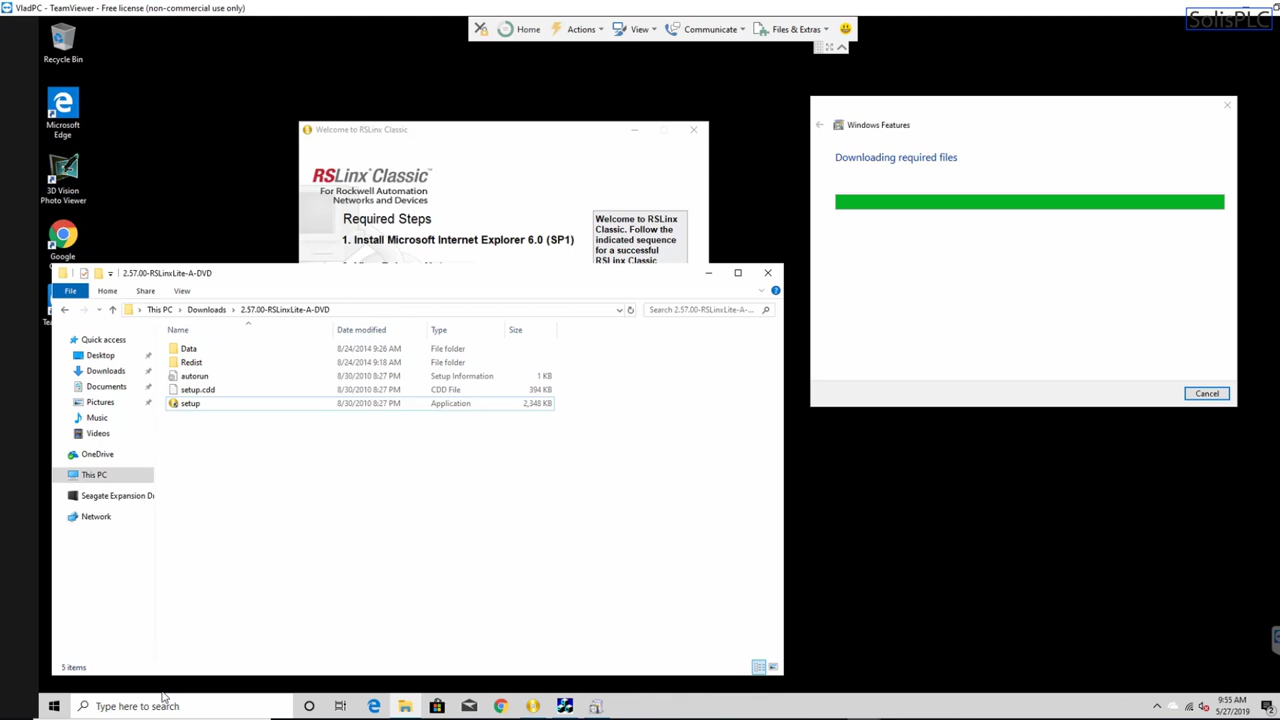 VladPC - TeamViewer - Free license (non-commercial use only)
SolisPLC
Home
Actions
View
Communicate
Files & Extras
Recycle Bin
Microsoft
Edge
3D Vision
Photo Viewer
Google
Welcome to RSLinx Classic
RSLinx Classic™
For Rockwell Automation
Networks and Devices
Required Steps
1. Install Microsoft Internet Explorer 6.0 (SP1)
Welcome to RSLinx
Classic. Follow the
indicated sequence
for a successful
RSLinx Classic
Windows Features
Downloading required files
Cancel
2.57.00-RSLinxLite-A-DVD
File
Home
Share
View
This PC
Downloads
2.57.00-RSLinxLite-A-DVD
Search 2.57.00-RSLinxLite-A-...
Name
Date modified
Type
Size
Data
8/24/2014 9:26 AM
File folder
Redist
8/24/2014 9:18 AM
File folder
autorun
8/30/2010 8:27 PM
Setup Information
1 KB
setup.cdd
8/30/2010 8:27 PM
CDD File
394 KB
setup
8/30/2010 8:27 PM
Application
2,348 KB
Quick access
Desktop
Downloads
Documents
Pictures
Music
Videos
OneDrive
This PC
Seagate Expansion Dr
Network
5 items
Type here to search
9:55 AM
5/27/2019
2